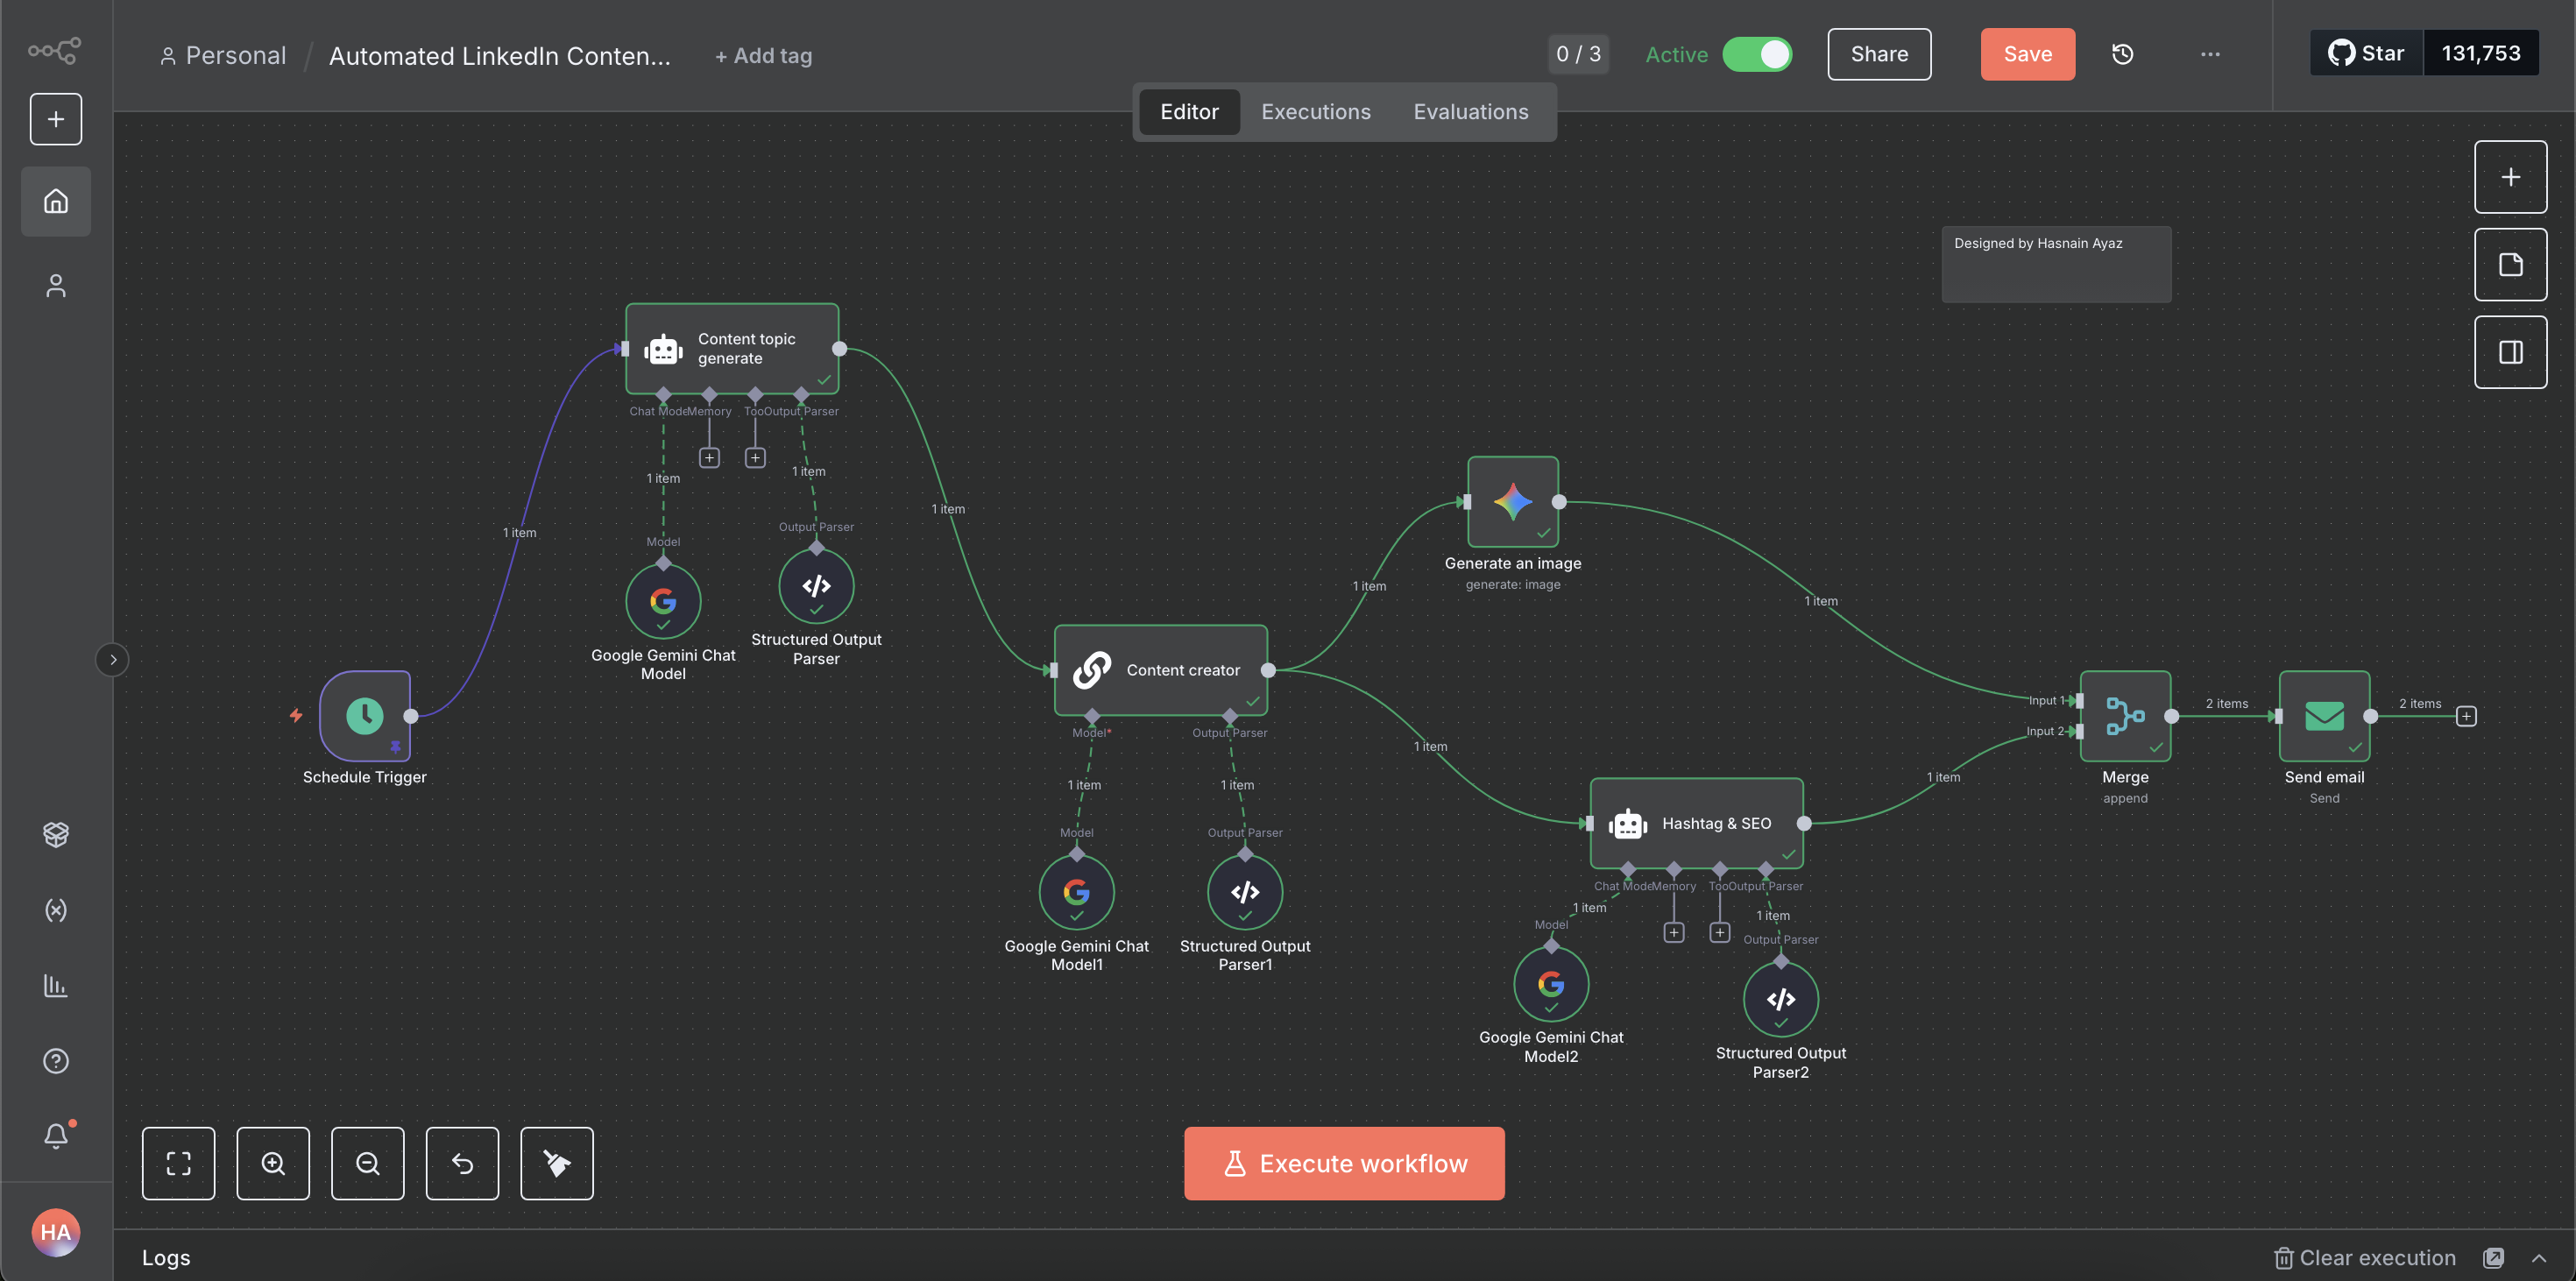 Personal / Automated LinkedIn Conten... + Add tag
0 / 3 Active Share Save ... Star 131,753
Editor Executions Evaluations
Designed by Hasnain Ayaz
Content topic
generate
Chat Mode Memory Too Output Parser
1 item
1 item
1 item
1 item
Model
Output Parser
Google Gemini Chat
Model
Structured Output
Parser
Schedule Trigger
Content creator
Model*
Output Parser
1 item
1 item
Model
Output Parser
Google Gemini Chat
Model1
Structured Output
Parser1
1 item
Generate an image
generate: image
1 item
1 item
Hashtag & SEO
Chat Mode Memory Too Output Parser
1 item
1 item
Model
Output Parser
Google Gemini Chat
Model2
Structured Output
Parser2
1 item
Input 1
Input 2
Merge
append
2 items
Send email
Send
2 items
Execute workflow
HA
Logs
Clear execution